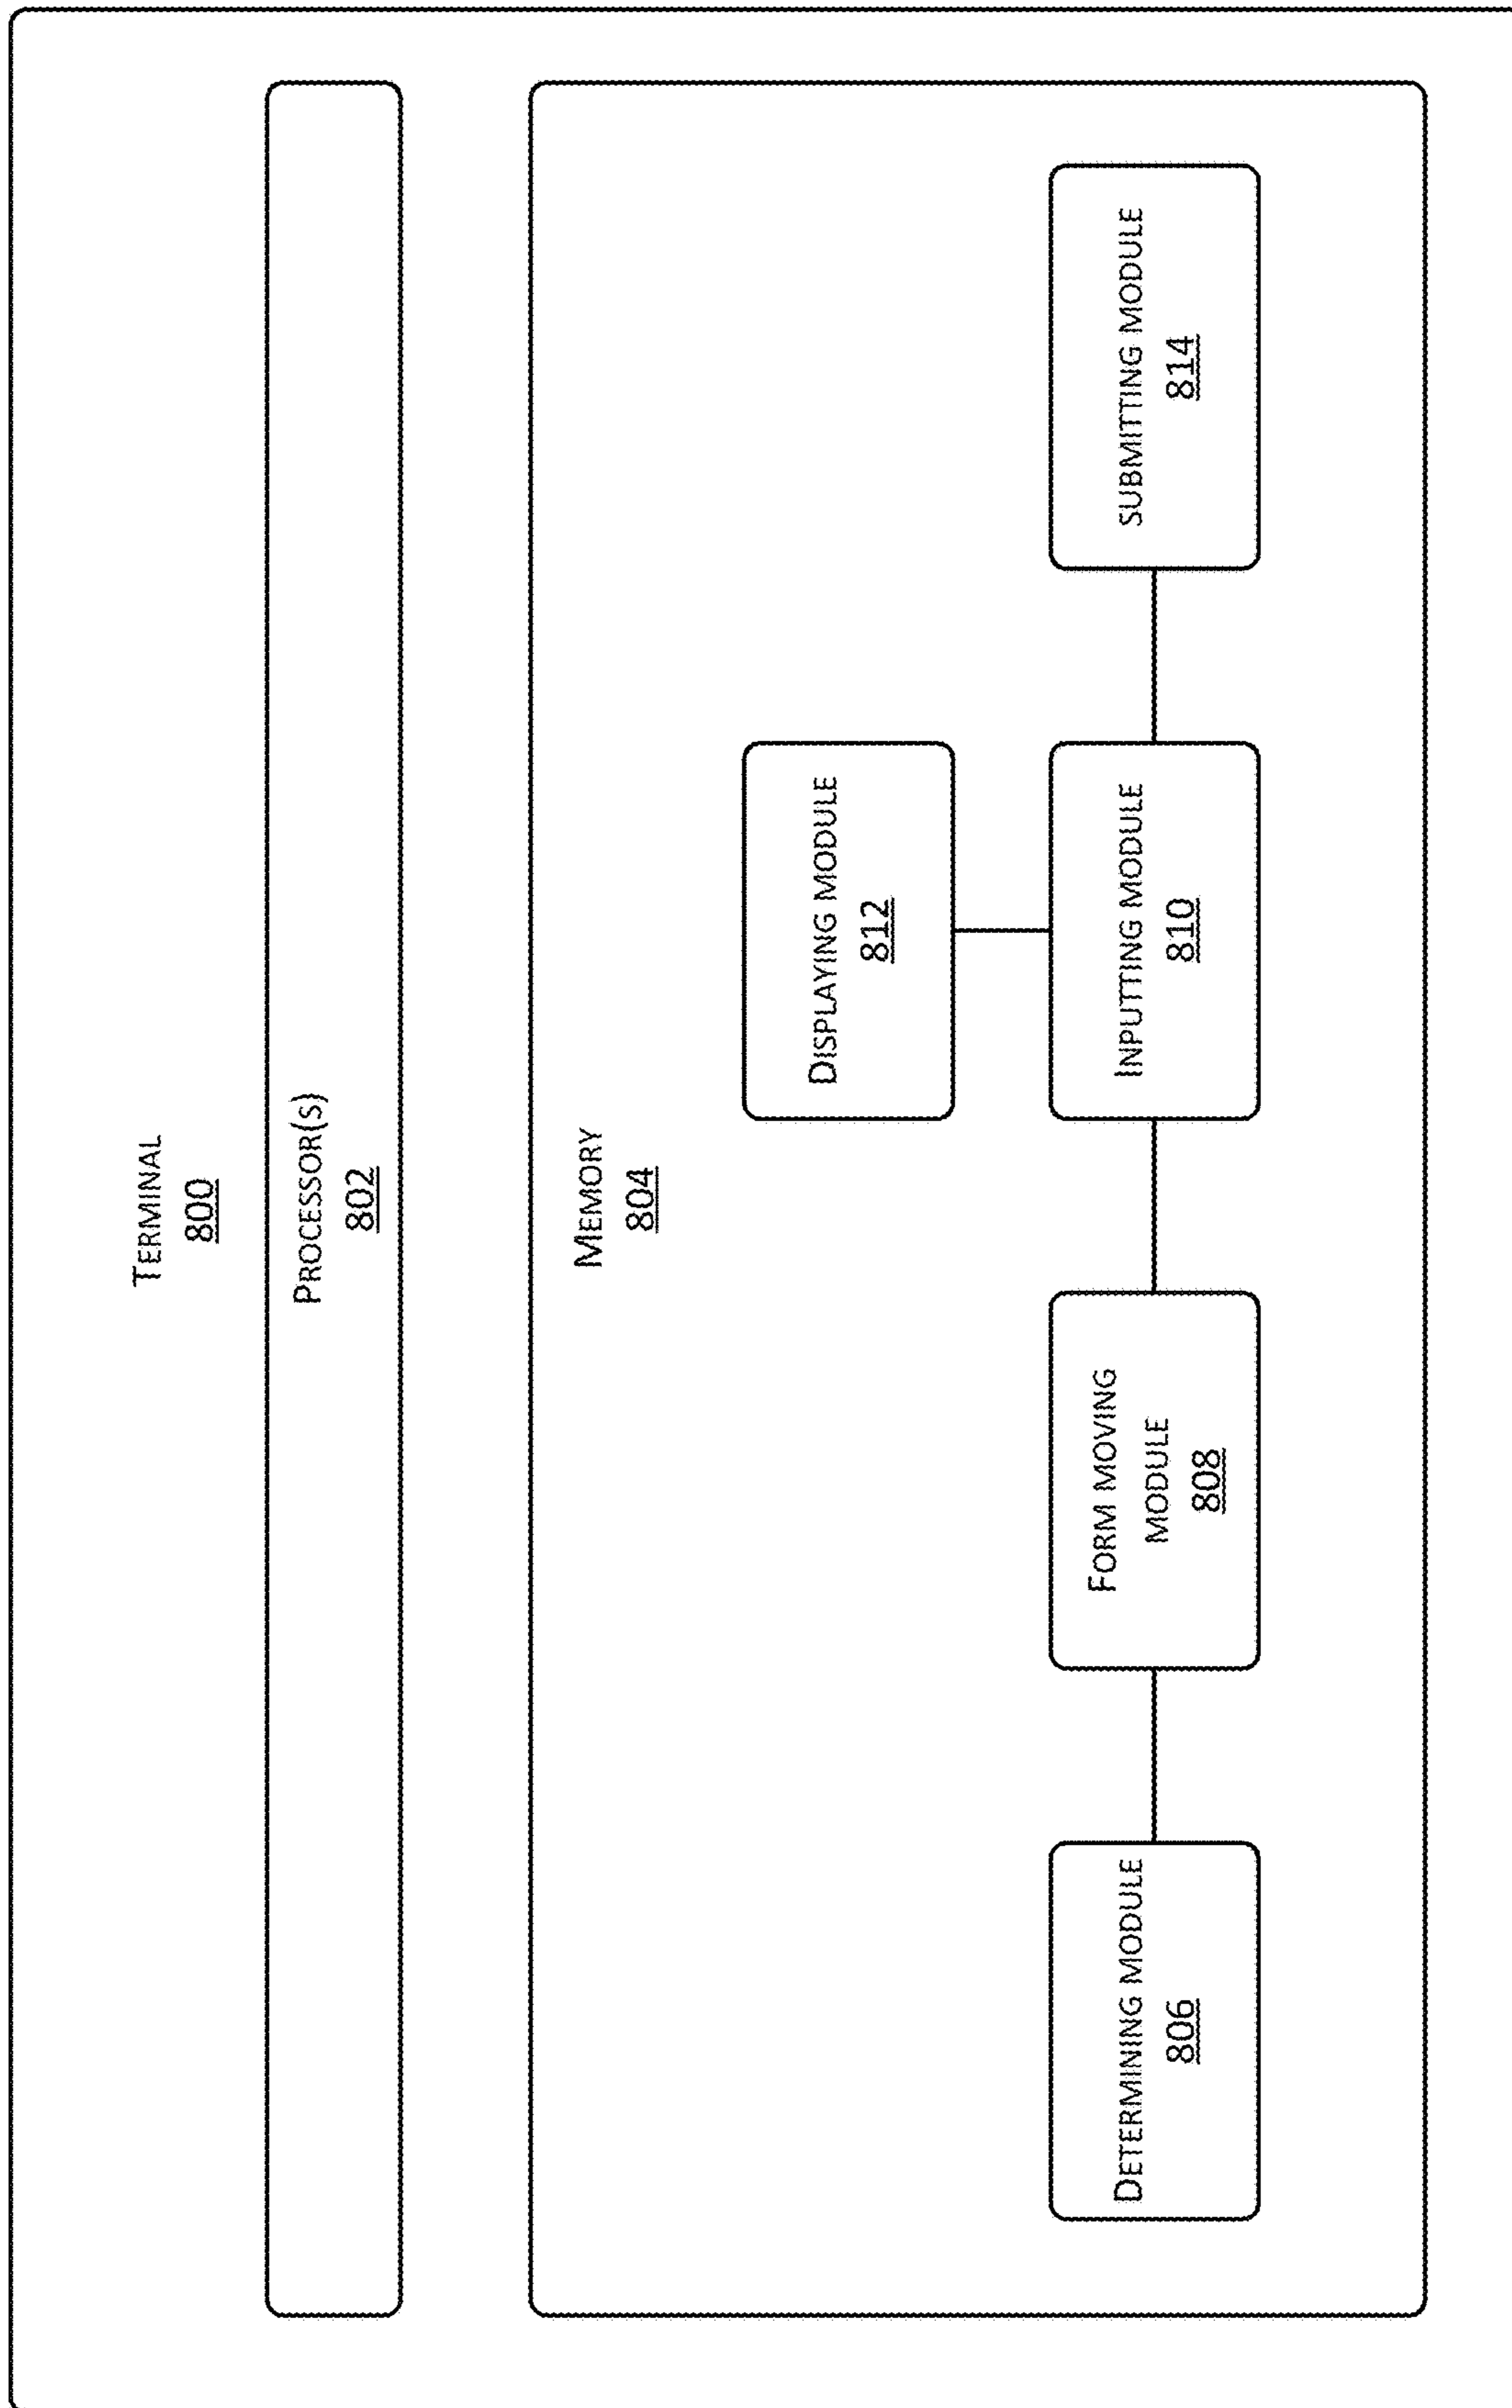 TERMINAL
800
PROCESSOR(S)
802
MEMORY
804
DISPLAYING MODULE
812
DETERMINING MODULE
806
FORM MOVING
MODULE
808
INPUTTING MODULE
810
SUBMITTING MODULE
814